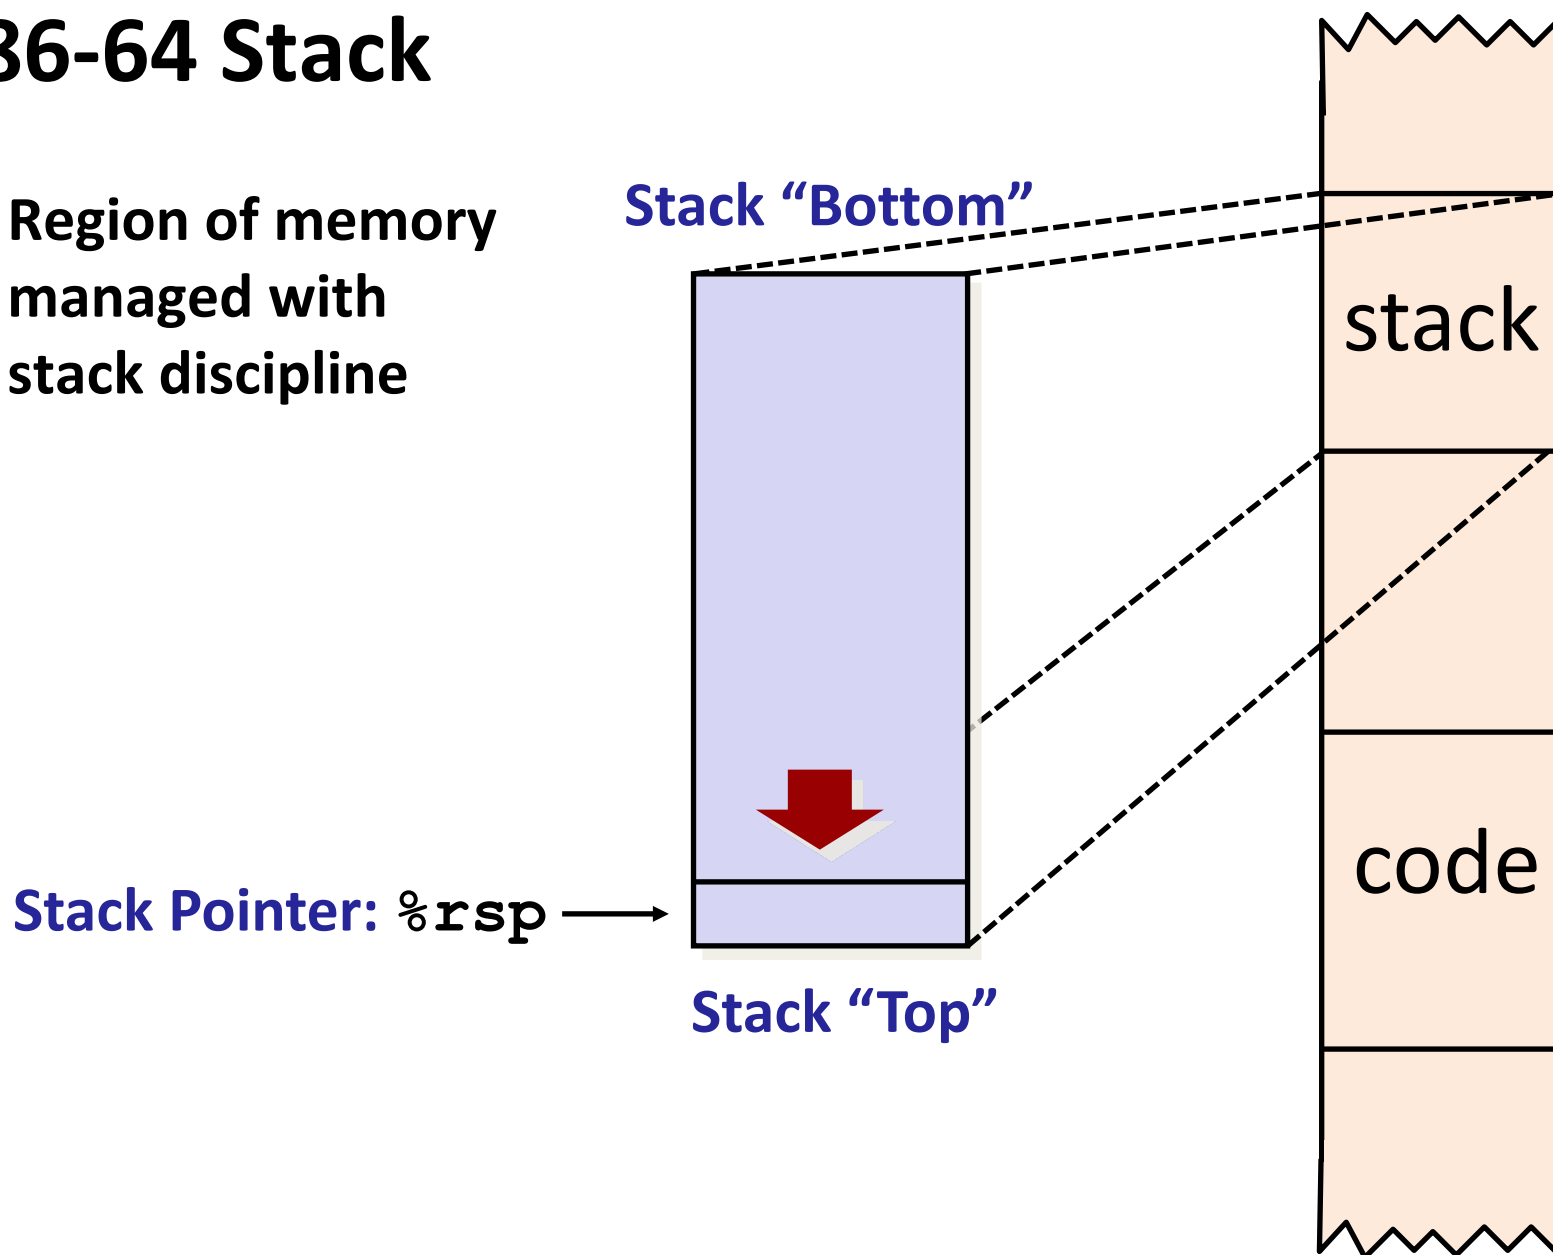 86-64 Stack
Region of memory
managed with
stack discipline
Stack “Bottom”
stack
code
Stack Pointer: %rsp
Stack “Top”